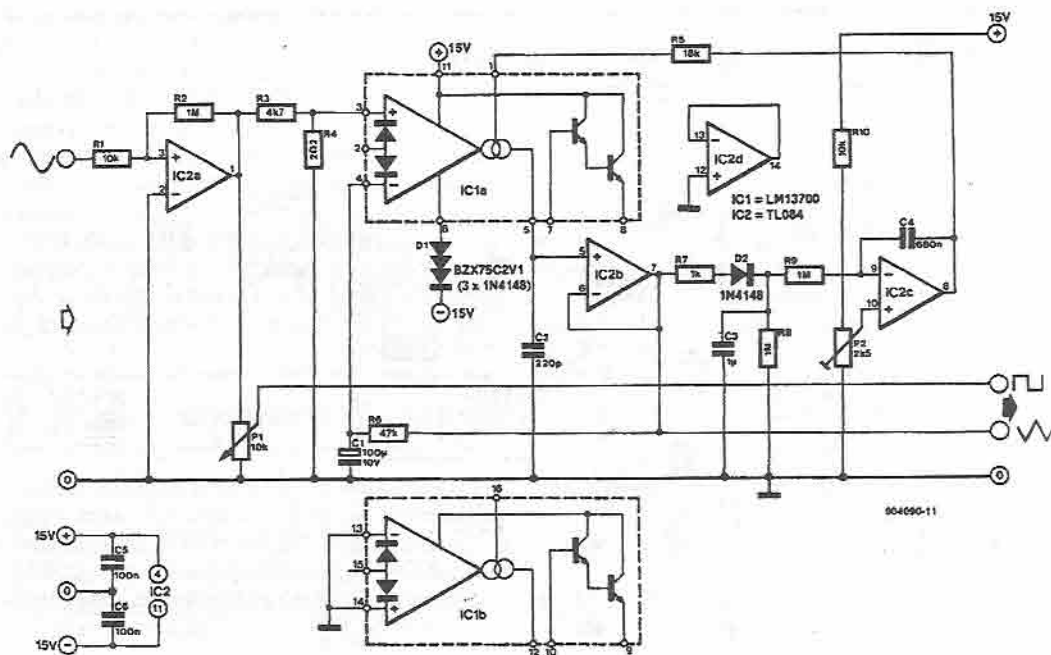 15V
15V
11
1
R5
18k
R2
1M
R3
4k7
3
+
R4
2Ω2
R1
10k
3
+
2
-
IC2a
1
2
4
-
IC1a
6
5
7
8
13
-
12
+
IC2d
14
IC1 = LM13700
IC2 = TL084
R10
10k
D1
BZX75C2V1
(3 x 1N4148)
15V
5
+
6
-
IC2b
7
R7
1k
D2
1N4148
R9
1M
C4
680n
9
-
10
+
IC2c
8
C2
220p
C3
1μ
R8
1M
P2
2k5
P1
10k
R6
47k
C1
100μ
10V
0
0
904090-11
15V
+
C5
100n
0
C6
100n
15V
-
4
IC2
11
16
13
-
15
14
+
IC1b
12
10
9